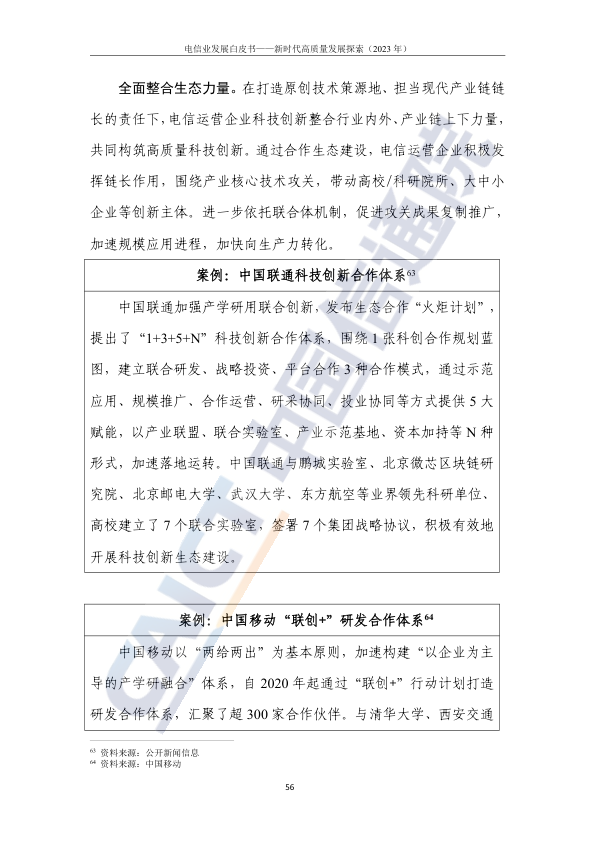 电信业发展白皮书——新时代高质量发展探索（2023 年）
全面整合生态力量。在打造原创技术策源地、担当现代产业链链
长的责任下，电信运营企业科技创新整合行业内外、产业链上下力量，
共同构筑高质量科技创新。通过合作生态建设，电信运营企业积极发
挥链长作用，围绕产业核心技术攻关，带动高校/科研院所、大中小
企业等创新主体。进一步依托联合体机制，促进攻关成果复制推广，
加速规模应用进程，加快向生产力转化。
案例：中国联通科技创新合作体系63
中国联通加强产学研用联合创新，发布生态合作“火炬计划”，
提出了“1+3+5+N”科技创新合作体系，围绕 1 张科创合作规划蓝
图，建立联合研发、战略投资、平台合作 3 种合作模式，通过示范
应用、规模推广、合作运营、研采协同、投业协同等方式提供 5 大
赋能，以产业联盟、联合实验室、产业示范基地、资本加持等 N 种
形式，加速落地运转。中国联通与鹏城实验室、北京微芯区块链研
究院、北京邮电大学、武汉大学、东方航空等业界领先科研单位、
高校建立了 7 个联合实验室，签署 7 个集团战略协议，积极有效地
开展科技创新生态建设。
案例：中国移动“联创+”研发合作体系64
中国移动以“两给两出”为基本原则，加速构建“以企业为主
导的产学研融合”体系，自 2020 年起通过“联创+”行动计划打造
研发合作体系，汇聚了超 300 家合作伙伴。与清华大学、西安交通
63 资料来源：公开新闻信息
64 资料来源：中国移动
56
CAICT 中国信通院